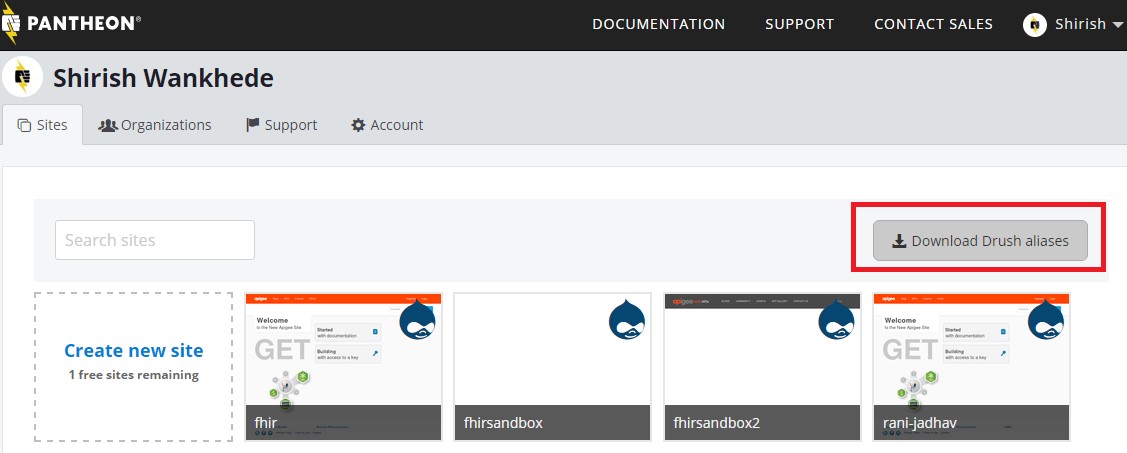 PANTHEON®
DOCUMENTATION SUPPORT CONTACT SALES Shirish
Shirish Wankhede
Sites Organizations Support Account
Search sites
Download Drush aliases
Create new site
1 free sites remaining
apigee
Welcome
to the New Apigee Site
GET
Started
with documentation
Building
with access to a key
fhir
fhirsandbox
apigee
fhirsandbox2
apigee
Welcome
to the New Apigee Site
GET
Started
with documentation
Building
with access to a key
rani-jadhav